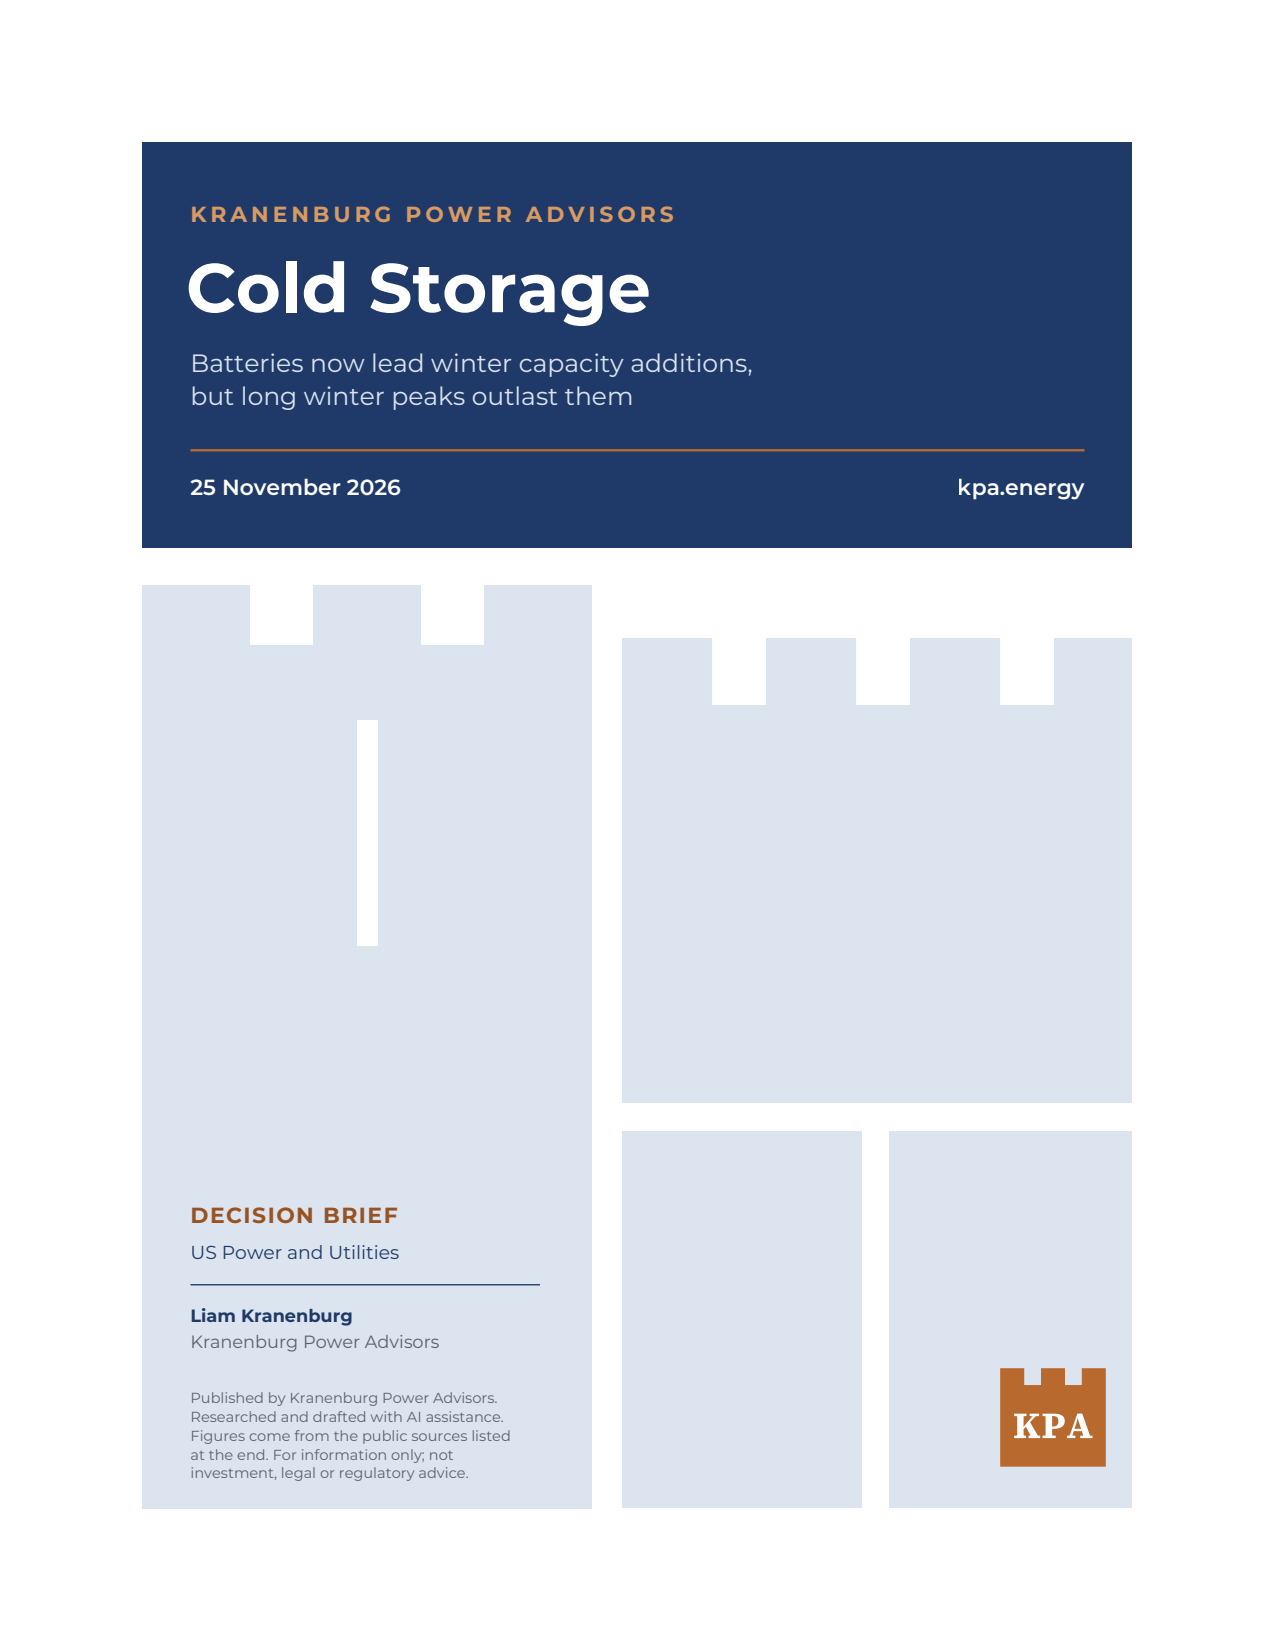 KRANENBURG POWER ADVISORS
Cold Storage
Batteries now lead winter capacity additions,
but long winter peaks outlast them
25 November 2026
kpa.energy
DECISION BRIEF
US Power and Utilities
Liam Kranenburg
Kranenburg Power Advisors
Published by Kranenburg Power Advisors.
Researched and drafted with AI assistance.
Figures come from the public sources listed
at the end. For information only; not
investment, legal or regulatory advice.
KPA